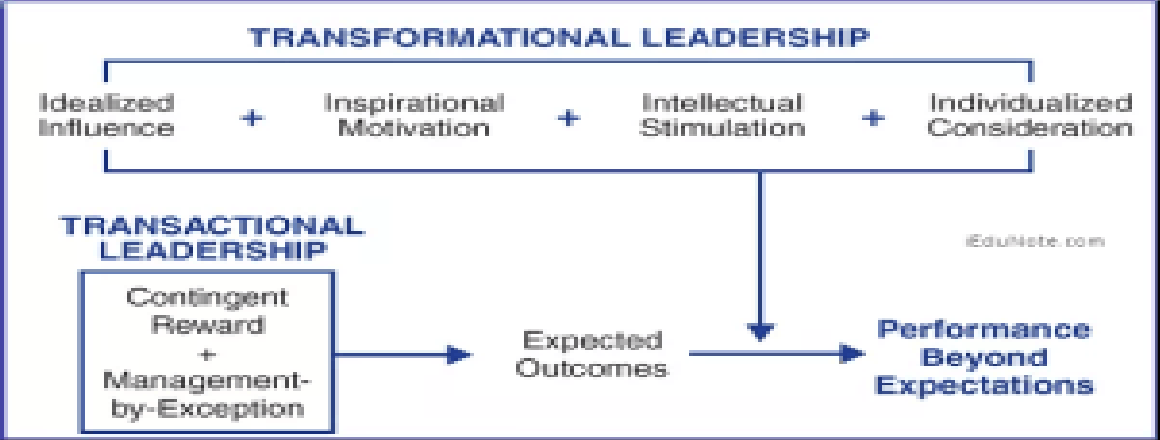 TRANSFORMATIONAL LEADERSHIP
Idealized
Influence
+
Inspirational
Motivation
+
Intellectual
Stimulation
+
Individualized
Consideration
TRANSACTIONAL
LEADERSHIP
iEduNote.com
Contingent
Reward
+
Management-
by-Exception
Expected
Outcomes
Performance
Beyond
Expectations